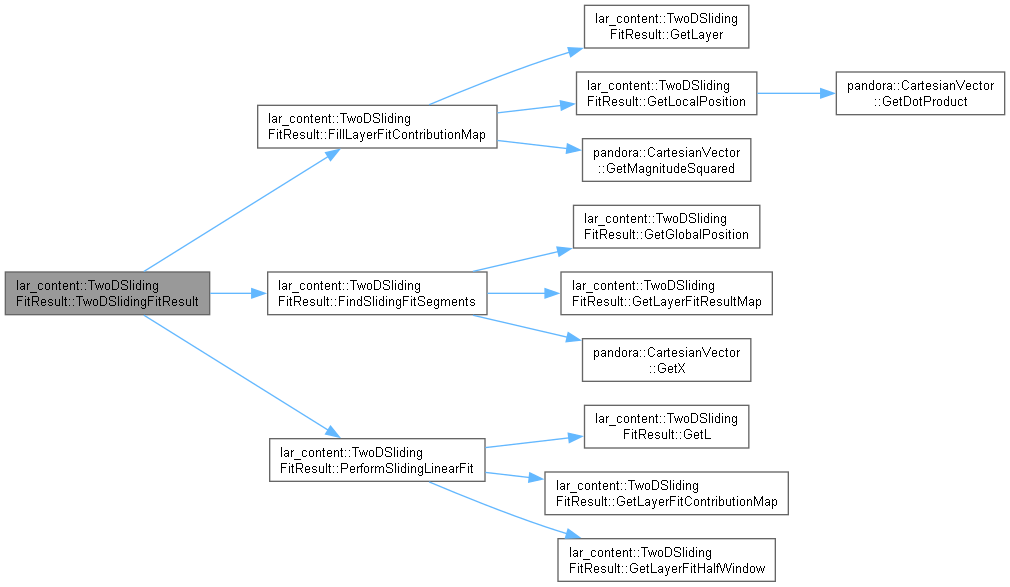 lar_content::TwoDSliding
FitResult::GetLayer
lar_content::TwoDSliding
FitResult::GetLocalPosition
pandora::CartesianVector
::GetDotProduct
lar_content::TwoDSliding
FitResult::FillLayerFitContributionMap
pandora::CartesianVector
::GetMagnitudeSquared
lar_content::TwoDSliding
FitResult::GetGlobalPosition
lar_content::TwoDSliding
FitResult::TwoDSlidingFitResult
lar_content::TwoDSliding
FitResult::FindSlidingFitSegments
lar_content::TwoDSliding
FitResult::GetLayerFitResultMap
pandora::CartesianVector
::GetX
lar_content::TwoDSliding
FitResult::GetL
lar_content::TwoDSliding
FitResult::PerformSlidingLinearFit
lar_content::TwoDSliding
FitResult::GetLayerFitContributionMap
lar_content::TwoDSliding
FitResult::GetLayerFitHalfWindow